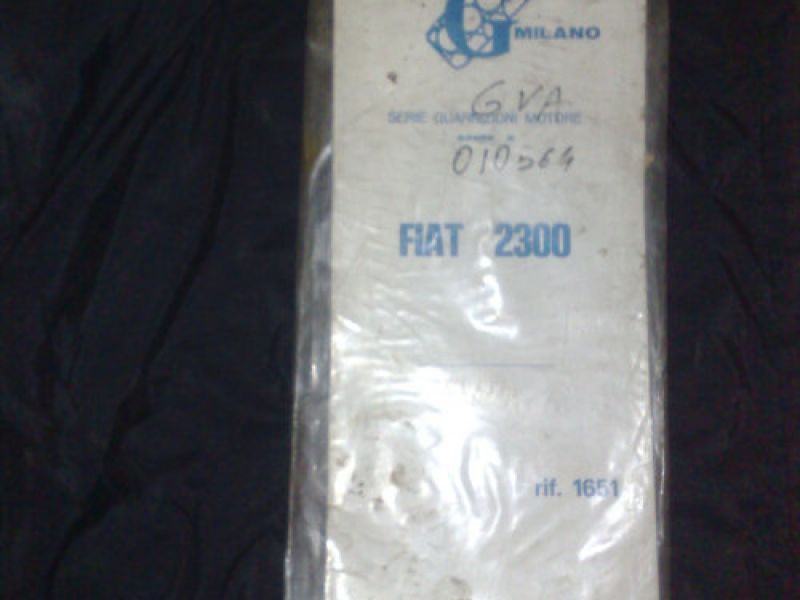 G MILANO
GVA
SERIE GUARNIZIONI MOTORE
010564
FIAT 2300
rif. 1651